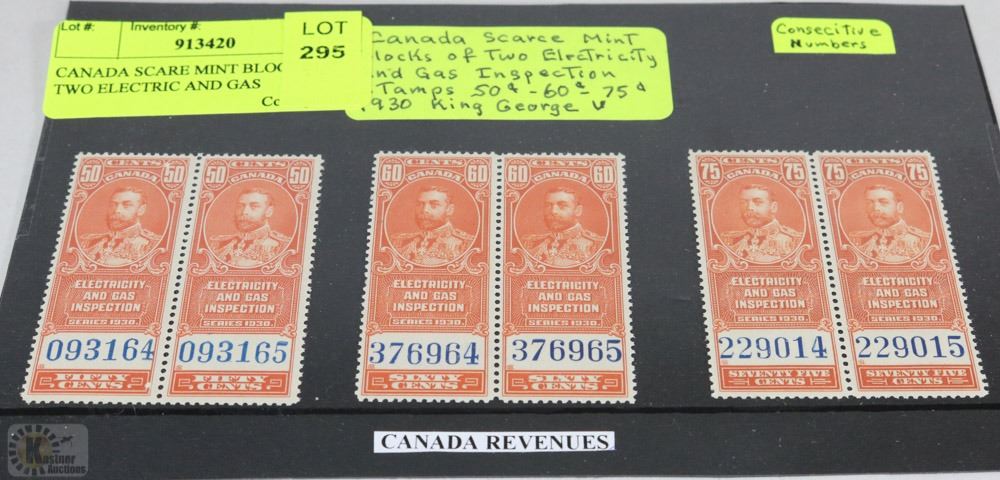 Lot #:
Inventory #:
913420
CANADA SCARE MINT BLOC
TWO ELECTRIC AND GAS
Co
LOT
295
Canada Scarce Mint
locks of Two Electricity
nd Gas Inspection
tamps 50¢ - 60¢ - 75¢
1930 King George V
Consecitive
Numbers
CENTS CENTS
50 50 50 50
CANADA CANADA
ELECTRICITY ELECTRICITY
AND GAS AND GAS
INSPECTION INSPECTION
SERIES 1930. SERIES 1930.
093164 093165
FIFTY FIFTY
CENTS CENTS
CENTS CENTS
60 60 60 60
CANADA CANADA
ELECTRICITY ELECTRICITY
AND GAS AND GAS
INSPECTION INSPECTION
SERIES 1930. SERIES 1930.
376964 376965
SIXTY SIXTY
CENTS CENTS
CENTS CENTS
75 75 75 75
CANADA CANADA
ELECTRICITY ELECTRICITY
AND GAS AND GAS
INSPECTION INSPECTION
SERIES 1930. SERIES 1930.
229014 229015
SEVENTY FIVE SEVENTY FIVE
CENTS CENTS
CANADA REVENUES
Kastner
Auctions